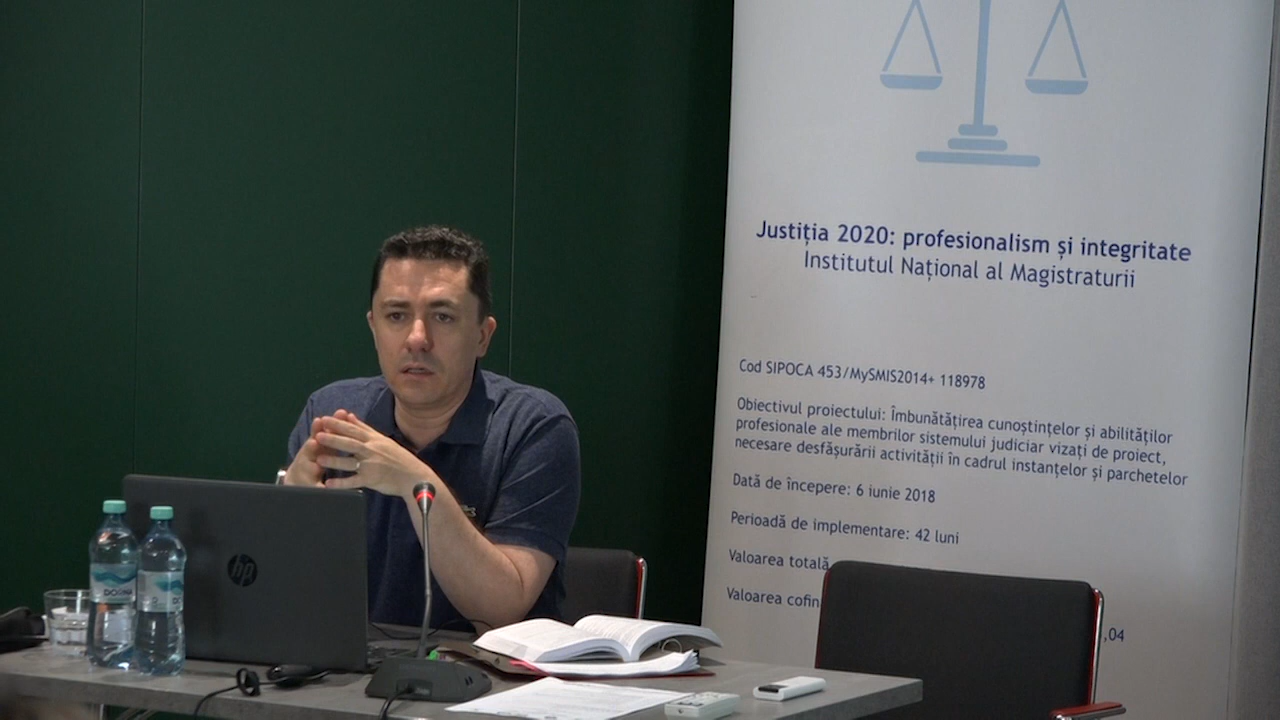 Justiția 2020: profesionalism și integritate
Institutul Național al Magistraturii
Cod SIPOCA 453/MySMIS2014+ 118978
Obiectivul proiectului: Îmbunătățirea cunoștințelor și abilităților
profesionale ale membrilor sistemului judiciar vizați de proiect,
necesare desfășurării activității în cadrul instanțelor și parchetelor
Dată de începere: 6 iunie 2018
Perioadă de implementare: 42 luni
Valoarea totală
Valoarea cofin
,04
hp
DORNA